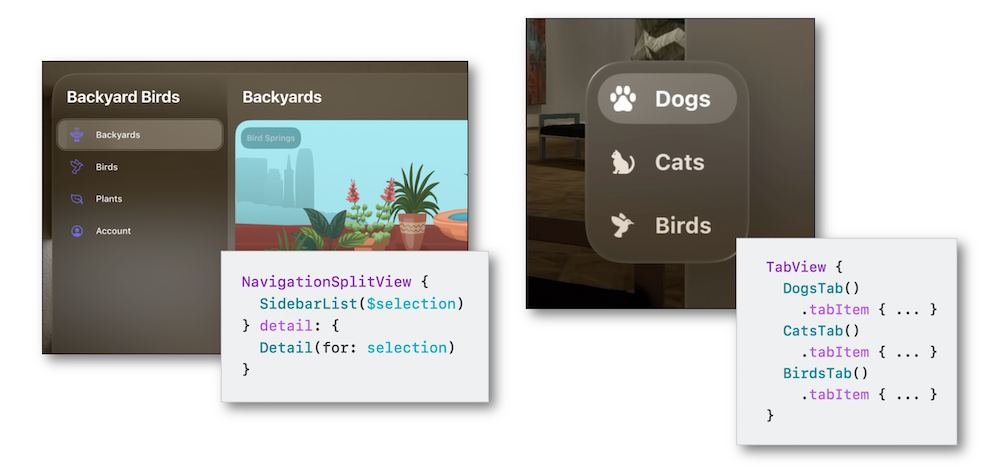 Backyard Birds
Backyards
Birds
Plants
Account
Backyards
Bird Springs
NavigationSplitView {
  SidebarList($selection)
} detail: {
  Detail(for: selection)
}
Dogs
Cats
Birds
TabView {
  DogsTab()
    .tabItem { ... }
  CatsTab()
    .tabItem { ... }
  BirdsTab()
    .tabItem { ... }
}